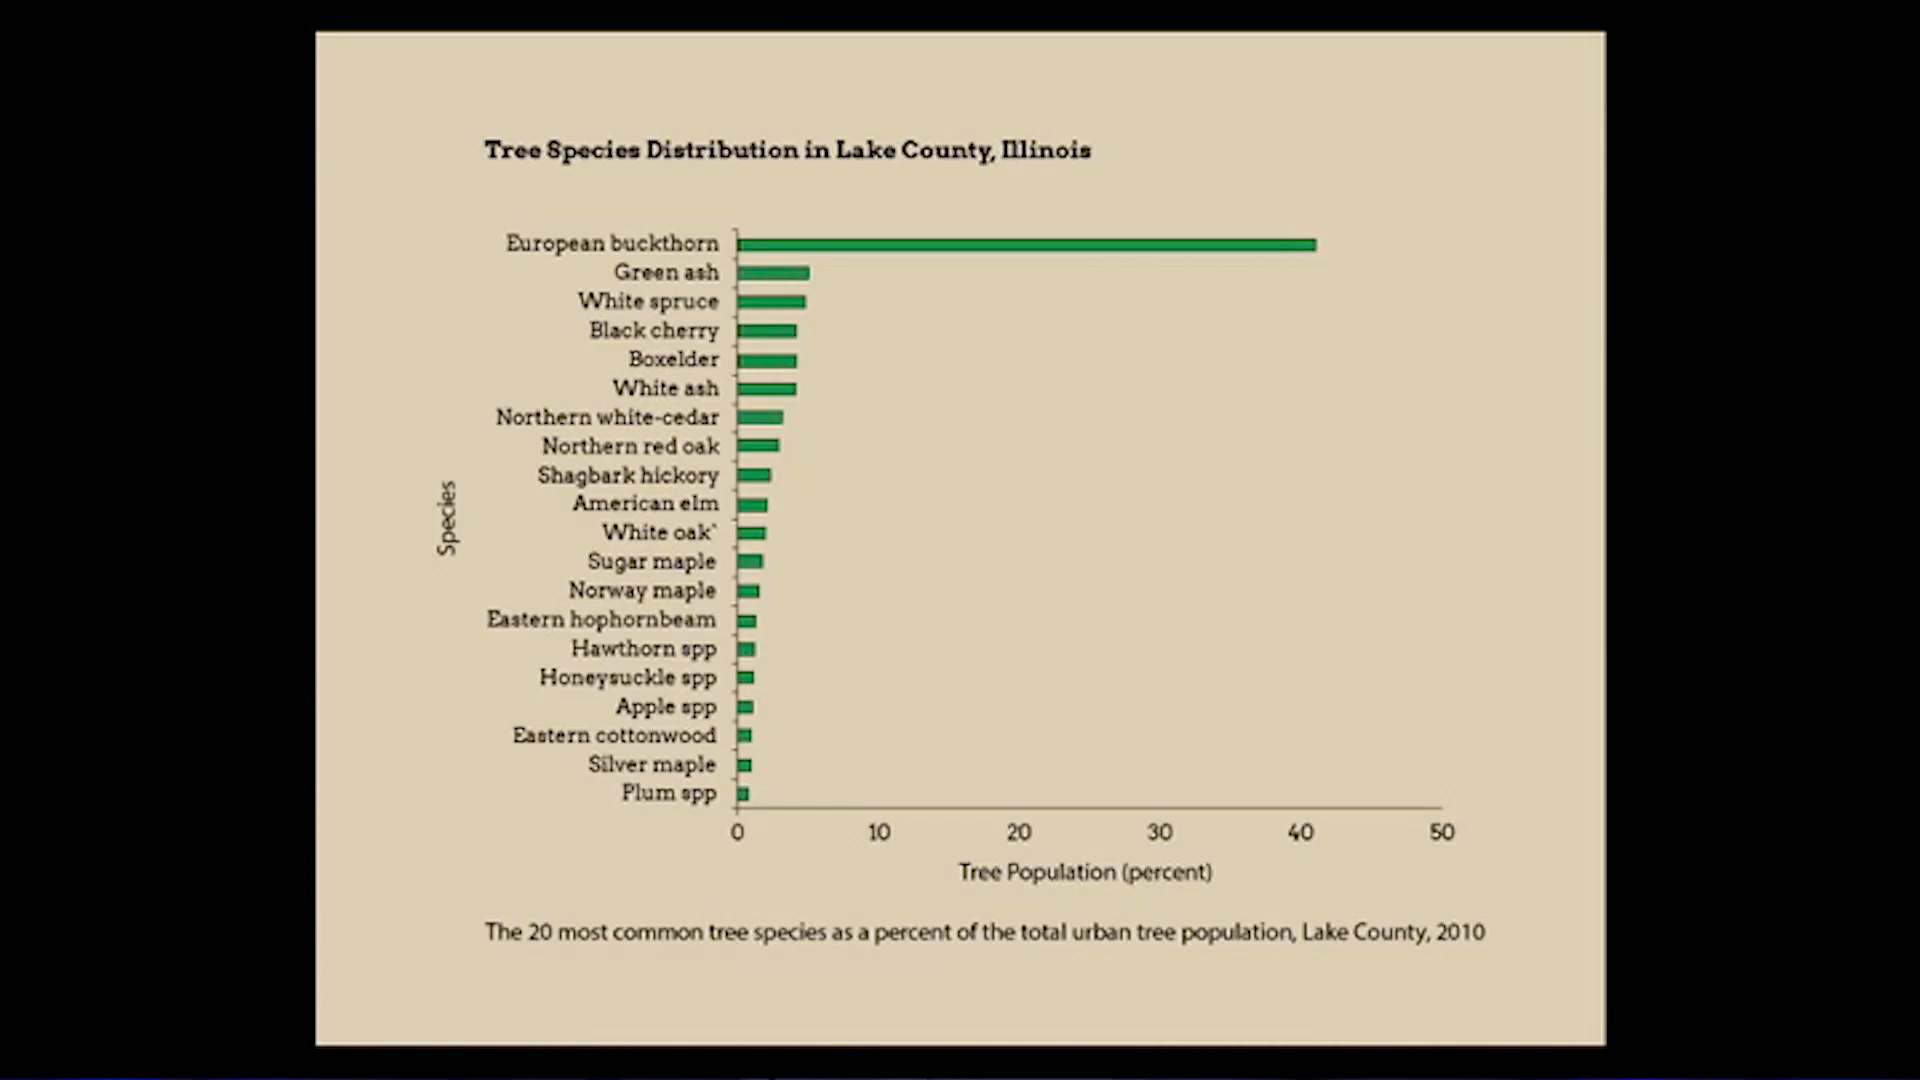 Tree Species Distribution in Lake County, Illinois
European buckthorn
Green ash
White spruce
Black cherry
Boxelder
White ash
Northern white-cedar
Northern red oak
Shagbark hickory
American elm
White oak^
Sugar maple
Norway maple
Eastern hophornbeam
Hawthorn spp
Honeysuckle spp
Apple spp
Eastern cottonwood
Silver maple
Plum spp
Species
0 10 20 30 40 50
Tree Population (percent)
The 20 most common tree species as a percent of the total urban tree population, Lake County, 2010